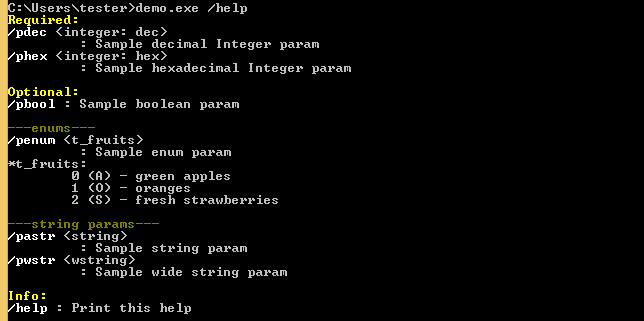 C:\Users\tester>demo.exe /help
Required:
/pdec <integer: dec>
         : Sample decimal Integer param
/phex <integer: hex>
         : Sample hexadecimal Integer param

Optional:
/pbool : Sample boolean param

---enums---
/penum <t_fruits>
         : Sample enum param
*t_fruits:
        0 (A) - green apples
        1 (O) - oranges
        2 (S) - fresh strawberries

---string params---
/pastr <string>
         : Sample string param
/pwstr <wstring>
         : Sample wide string param

Info:
/help : Print this help